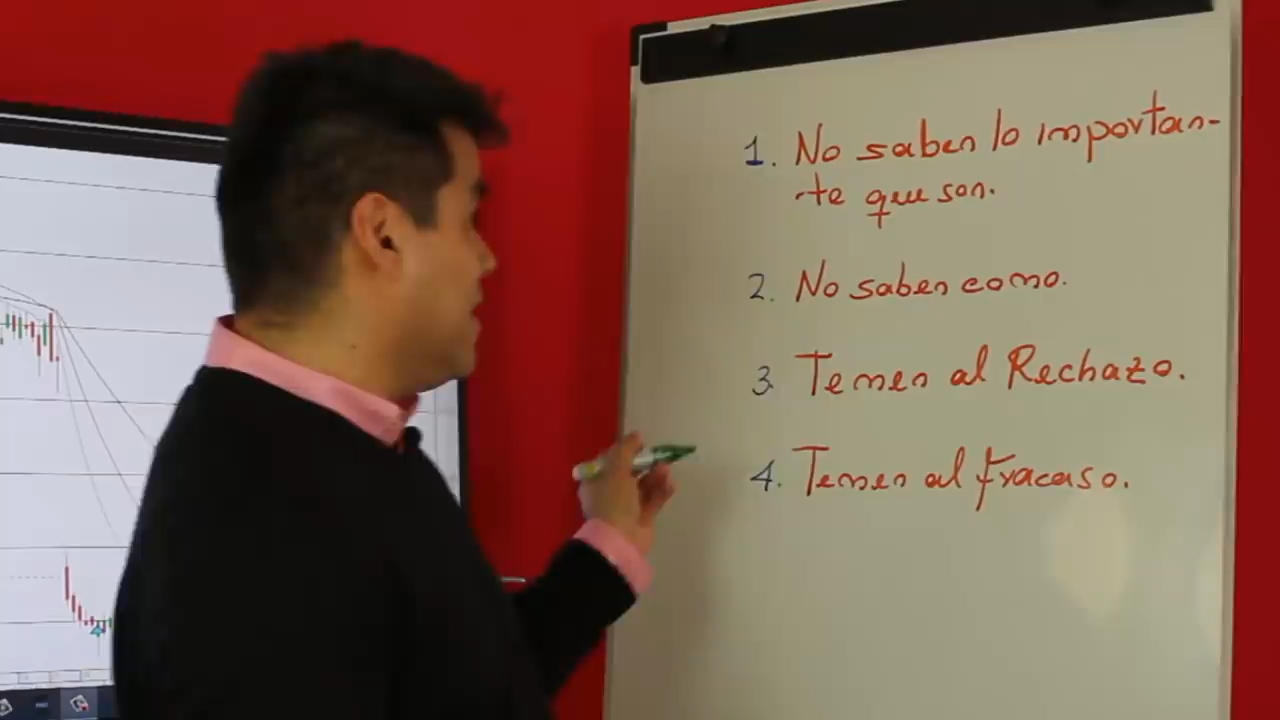 1. No saben lo importan-
-te que son.
2. No saben como.
3. Temen al Rechazo.
4. Temen al fracaso.